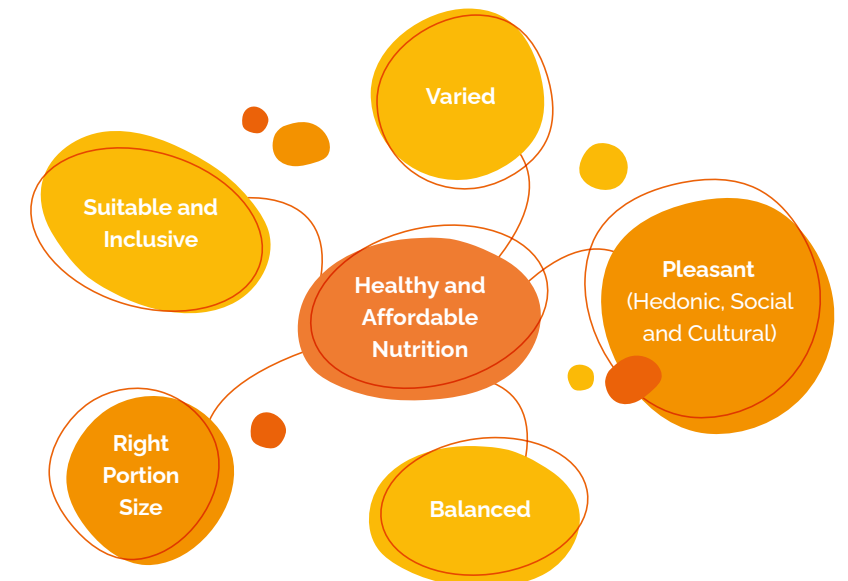 Varied
Suitable and
Inclusive
Pleasant
(Hedonic, Social
and Cultural)
Healthy and
Affordable
Nutrition
Right
Portion
Size
Balanced